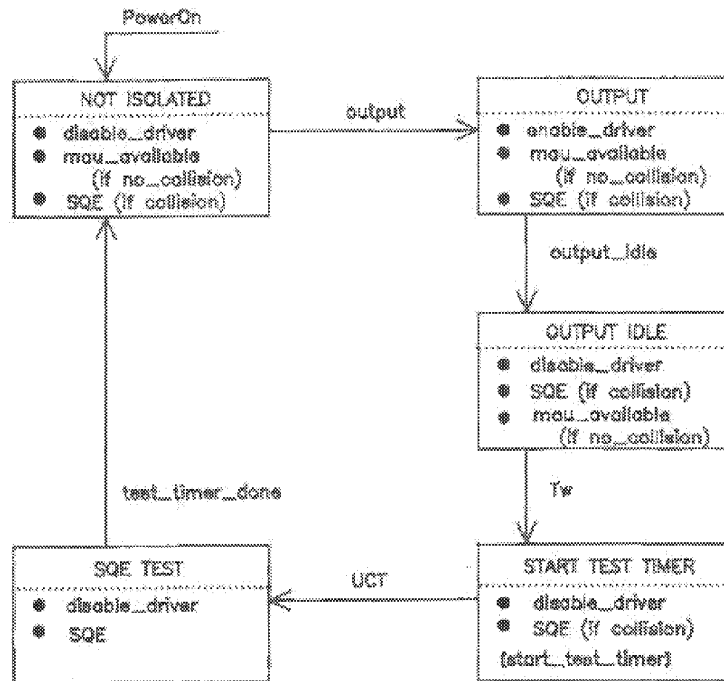 PowerOn
NOT ISOLATED
● disable_driver
● mau_available
(if no_collision)
● SQE (if collision)
output
OUTPUT
● enable_driver
● mau_available
(if no_collision)
● SQE (if collision)
output_idle
OUTPUT IDLE
● disable_driver
● SQE (if collision)
● mau_available
(if no_collision)
Tw
START TEST TIMER
● disable_driver
● SQE (if collision)
[start_test_timer]
UCT
SQE TEST
● disable_driver
● SQE
test_timer_done